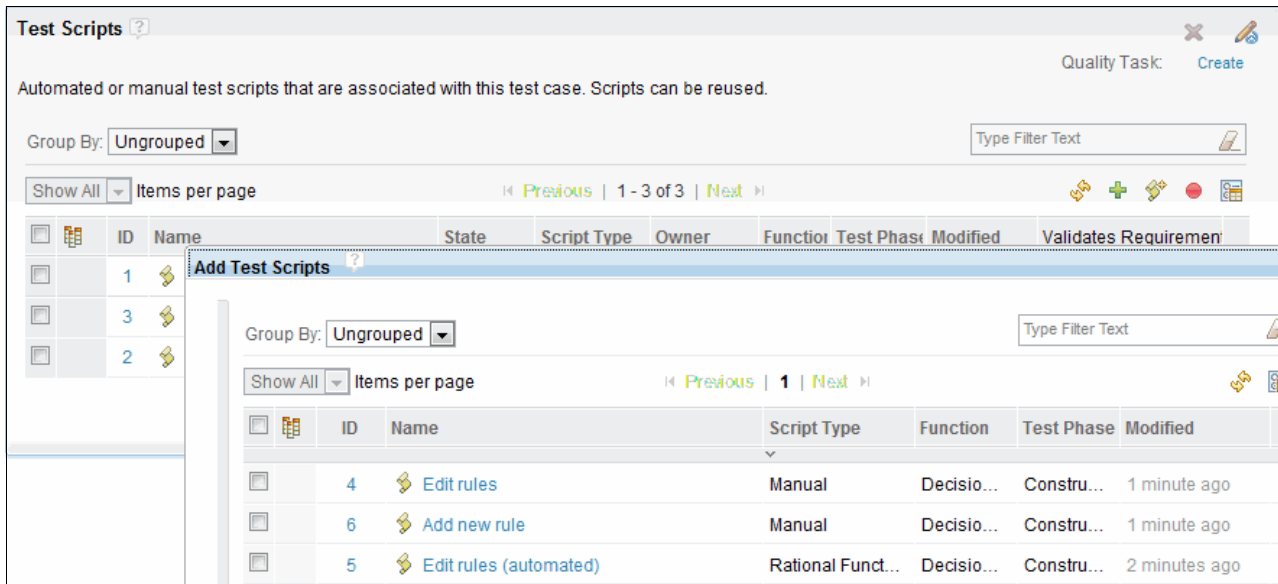 Test Scripts ?
Quality Task: Create
Automated or manual test scripts that are associated with this test case. Scripts can be reused.
Group By: Ungrouped Type Filter Text
Show All Items per page Previous | 1 - 3 of 3 | Next
ID Name State Script Type Owner Function Test Phase Modified Validates Requirement
1
3
2
Add Test Scripts ?
Group By: Ungrouped Type Filter Text
Show All Items per page Previous | 1 | Next
ID Name Script Type Function Test Phase Modified
4 Edit rules Manual Decisio... Constru... 1 minute ago
6 Add new rule Manual Decisio... Constru... 1 minute ago
5 Edit rules (automated) Rational Funct... Decisio... Constru... 2 minutes ago